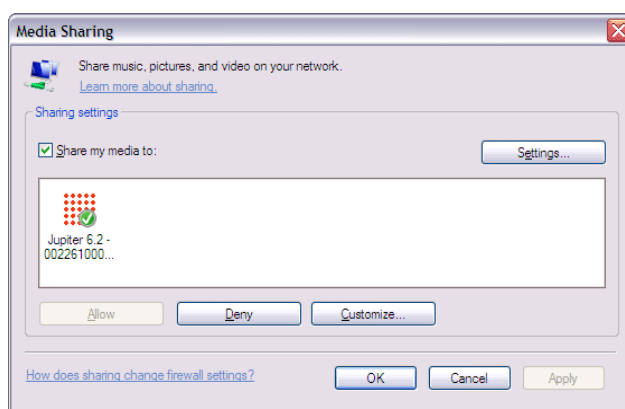 Media Sharing
Share music, pictures, and video on your network.
Learn more about sharing.
Sharing settings
Share my media to:
Settings...
Jupiter 6.2 -
002261000...
Allow
Deny
Customize...
How does sharing change firewall settings?
OK
Cancel
Apply